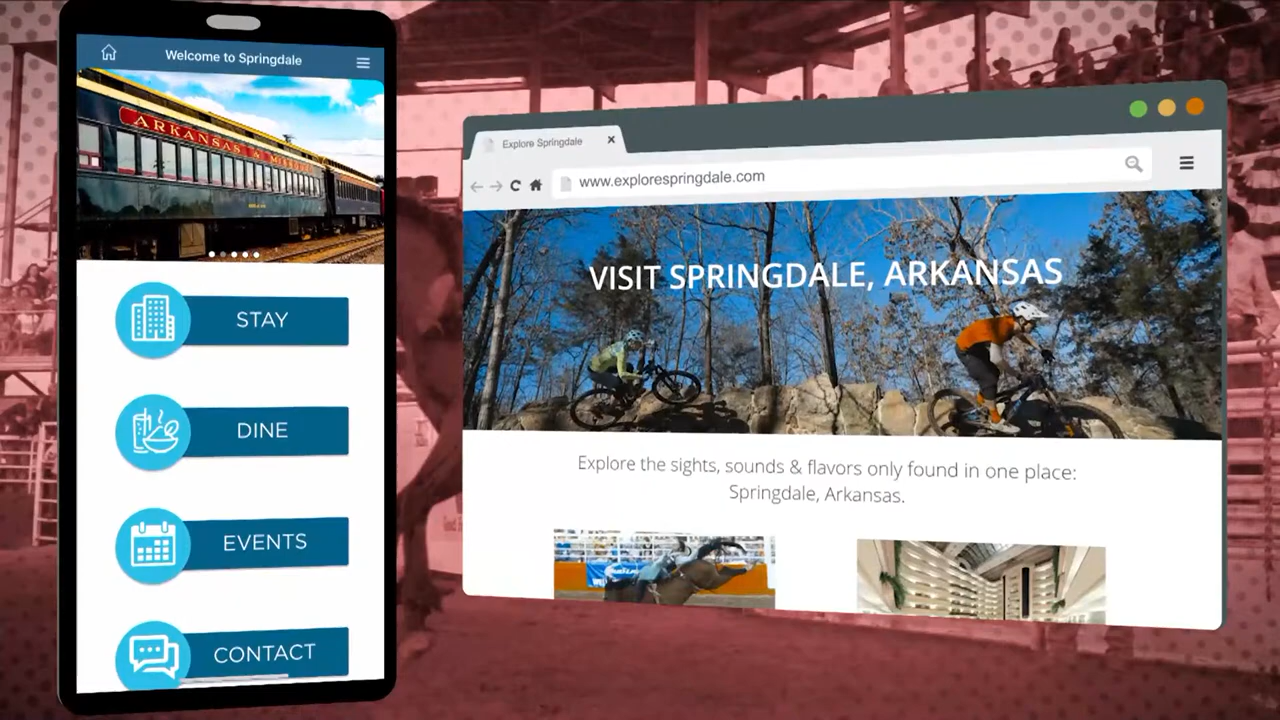 Welcome to Springdale
ARKANSAS & MISSOURI
STAY
DINE
EVENTS
CONTACT
Explore Springdale
www.explorespringdale.com
VISIT SPRINGDALE, ARKANSAS
Explore the sights, sounds & flavors only found in one place:
Springdale, Arkansas.